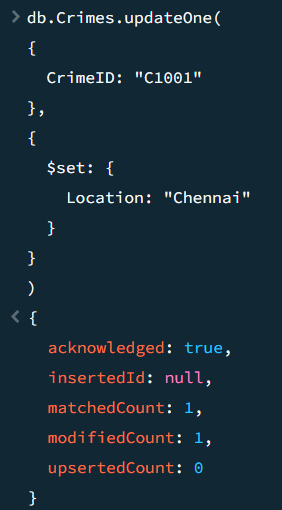 > db.Crimes.updateOne(
{
CrimeID: "C1001"
},
{
$set: {
Location: "Chennai"
}
}
)
< {
acknowledged: true,
insertedId: null,
matchedCount: 1,
modifiedCount: 1,
upsertedCount: 0
}